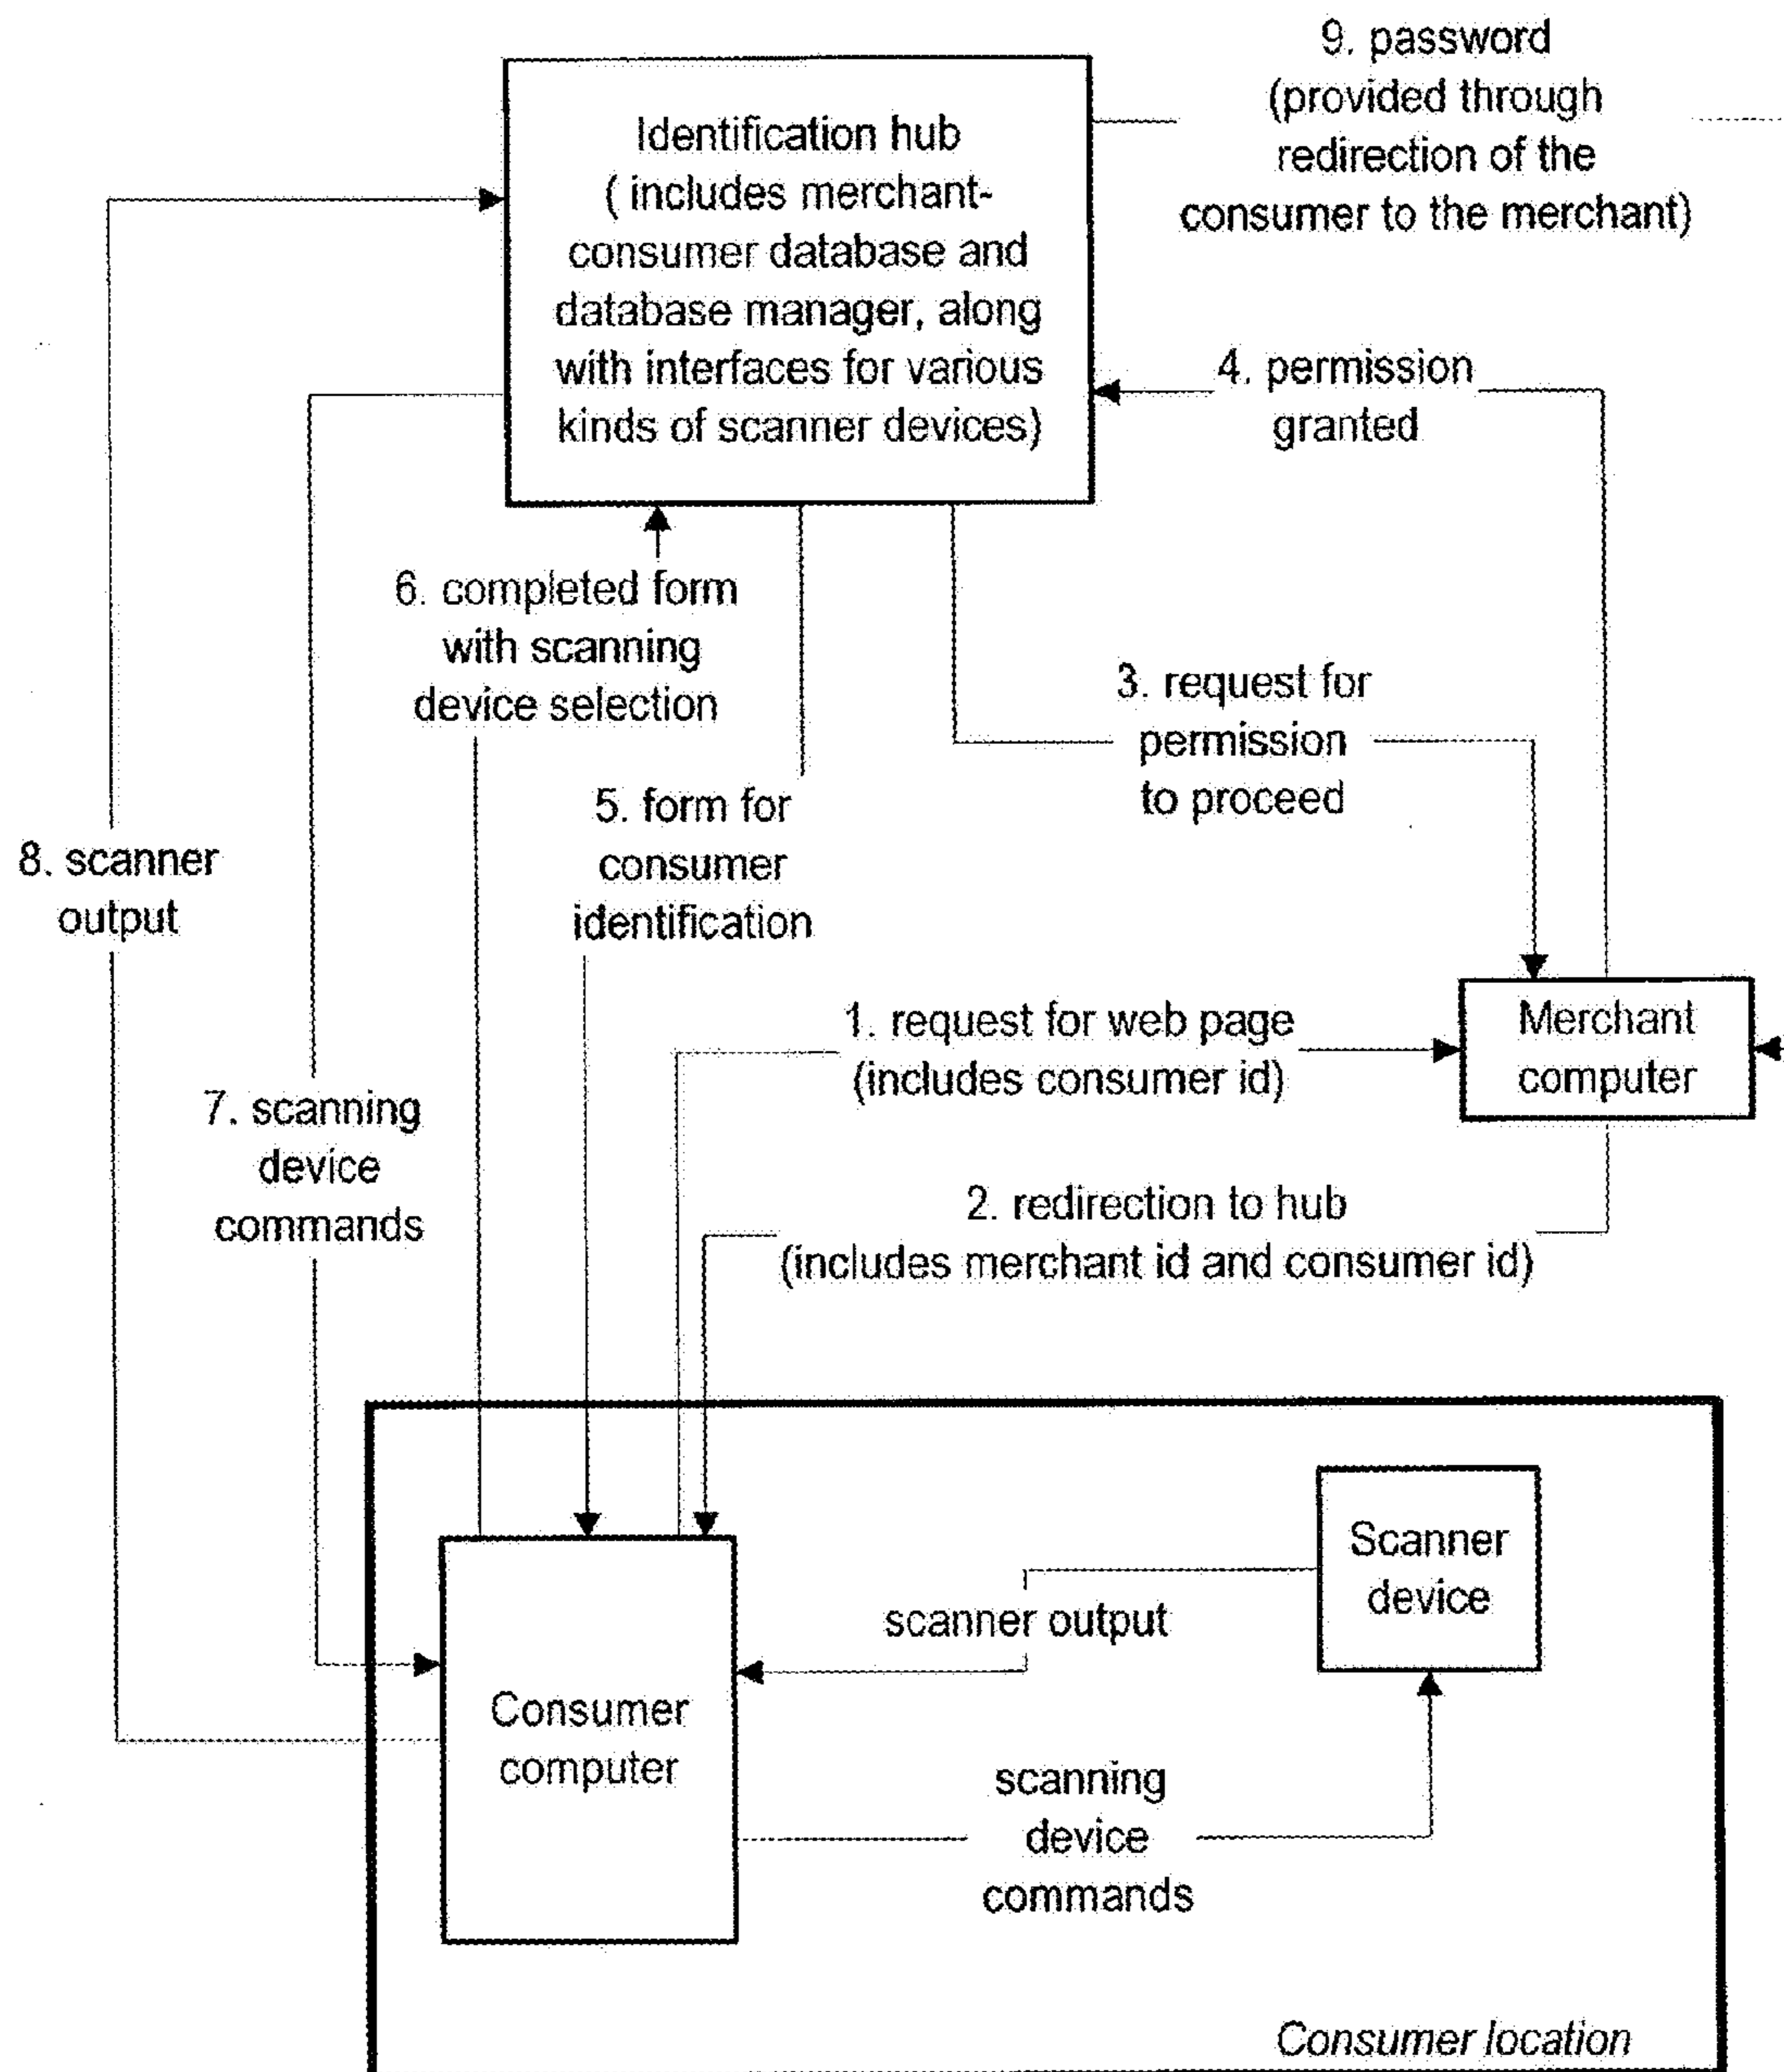 9. password
(provided through
redirection of the
consumer to the merchant)
Identification hub
( includes merchant-
consumer database and
database manager, along
with interfaces for various
kinds of scanner devices)
4. permission
granted
6. completed form
with scanning
device selection
3. request for
permission
to proceed
5. form for
consumer
identification
8. scanner
output
1. request for web page
(includes consumer id)
Merchant
computer
7. scanning
device
commands
2. redirection to hub
(includes merchant id and consumer id)
Scanner
device
scanner output
Consumer
computer
scanning
device
commands
Consumer location